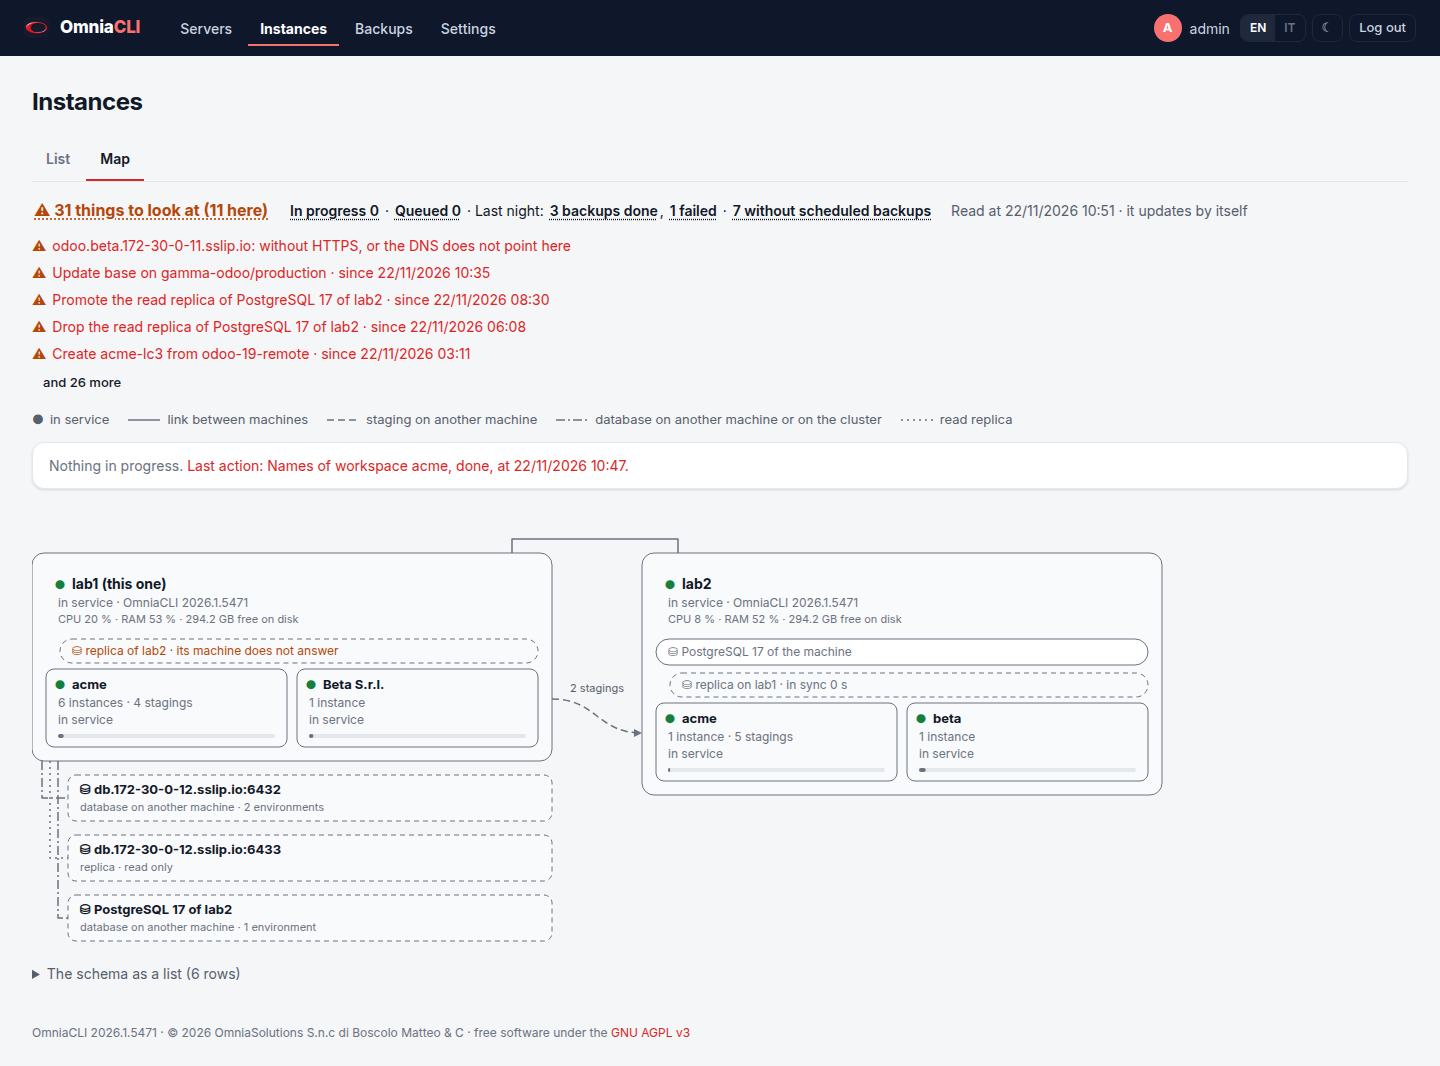 OmniaCLI
Servers
Instances
Backups
Settings
A
admin
EN
IT
Log out
Instances
List
Map
31 things to look at (11 here)
In progress 0 · Queued 0 · Last night: 3 backups done, 1 failed · 7 without scheduled backups
Read at 22/11/2026 10:51 · it updates by itself
odoo.beta.172-30-0-11.sslip.io: without HTTPS, or the DNS does not point here
Update base on gamma-odoo/production · since 22/11/2026 10:35
Promote the read replica of PostgreSQL 17 of lab2 · since 22/11/2026 08:30
Drop the read replica of PostgreSQL 17 of lab2 · since 22/11/2026 06:08
Create acme-lc3 from odoo-19-remote · since 22/11/2026 03:11
and 26 more
in service
link between machines
staging on another machine
database on another machine or on the cluster
read replica
Nothing in progress. Last action: Names of workspace acme, done, at 22/11/2026 10:47.
lab1 (this one)
in service · OmniaCLI 2026.1.5471
CPU 20 % · RAM 53 % · 294.2 GB free on disk
replica of lab2 · its machine does not answer
acme
6 instances · 4 stagings
in service
Beta S.r.l.
1 instance
in service
2 stagings
lab2
in service · OmniaCLI 2026.1.5471
CPU 8 % · RAM 52 % · 294.2 GB free on disk
PostgreSQL 17 of the machine
replica on lab1 · in sync 0 s
acme
1 instance · 5 stagings
in service
beta
1 instance
in service
db.172-30-0-12.sslip.io:6432
database on another machine · 2 environments
db.172-30-0-12.sslip.io:6433
replica · read only
PostgreSQL 17 of lab2
database on another machine · 1 environment
The schema as a list (6 rows)
OmniaCLI 2026.1.5471 · © 2026 OmniaSolutions S.n.c di Boscolo Matteo & C · free software under the GNU AGPL v3